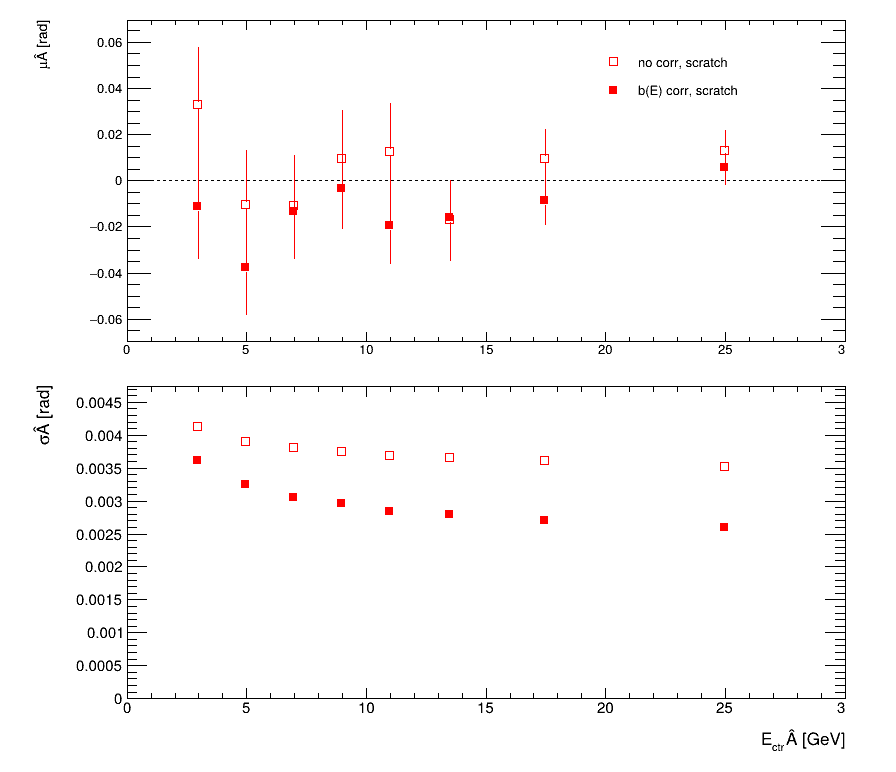 μÂ [rad]
0.06
0.04
0.02
0
−0.02
−0.04
−0.06
no corr, scratch
b(E) corr, scratch
0 5 10 15 20 25 3
σÂ [rad]
0.0045
0.004
0.0035
0.003
0.0025
0.002
0.0015
0.001
0.0005
0
0 5 10 15 20 25 3
E_ctr Â [GeV]